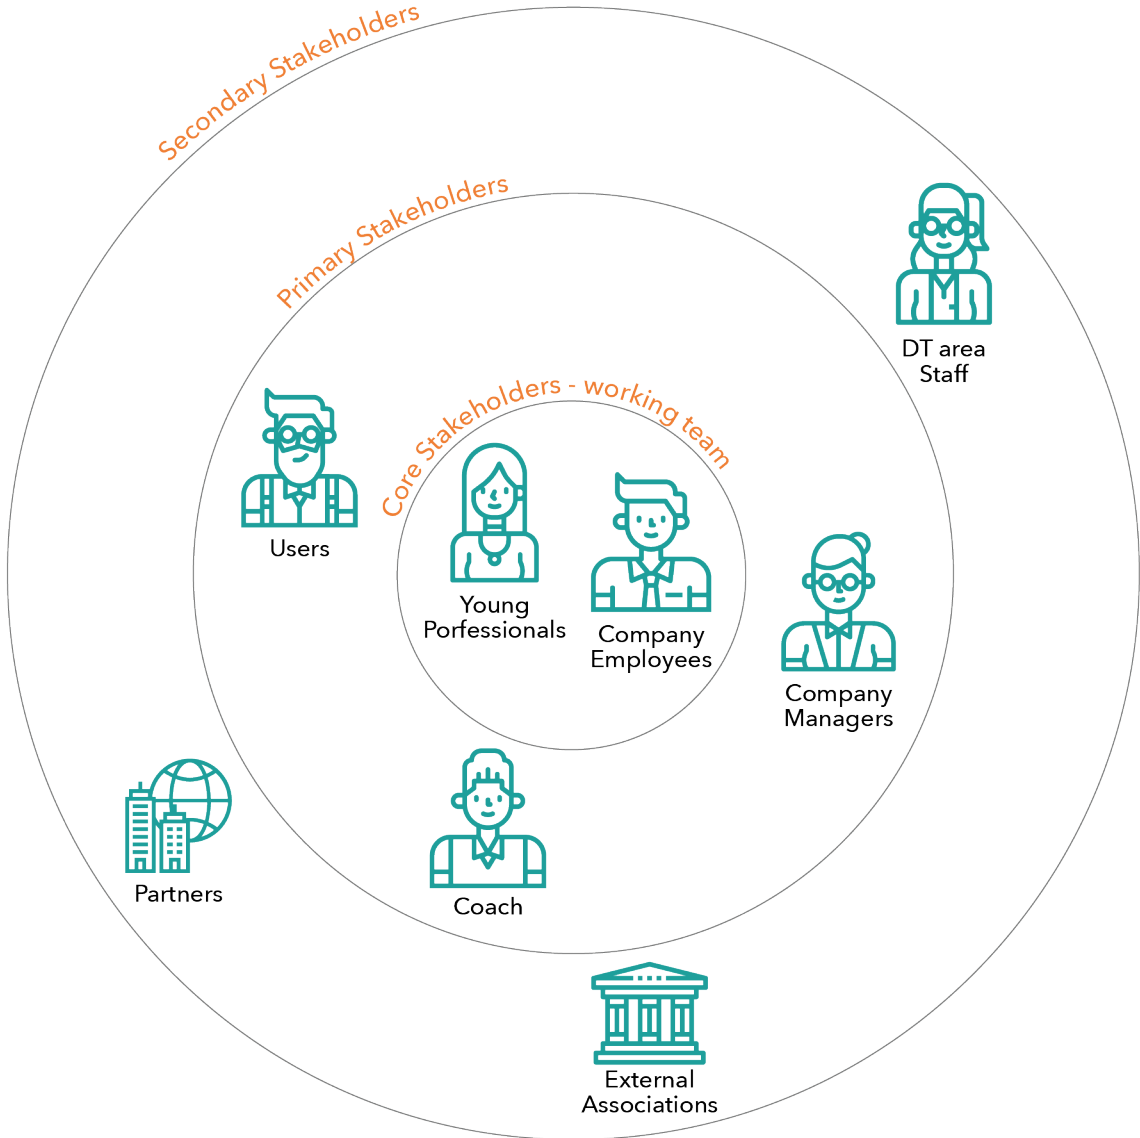 Secondary Stakeholders
Primary Stakeholders
Core Stakeholders - working team
DT area
Staff
Users
Young
Porfessionals
Company
Employees
Company
Managers
Partners
Coach
External
Associations